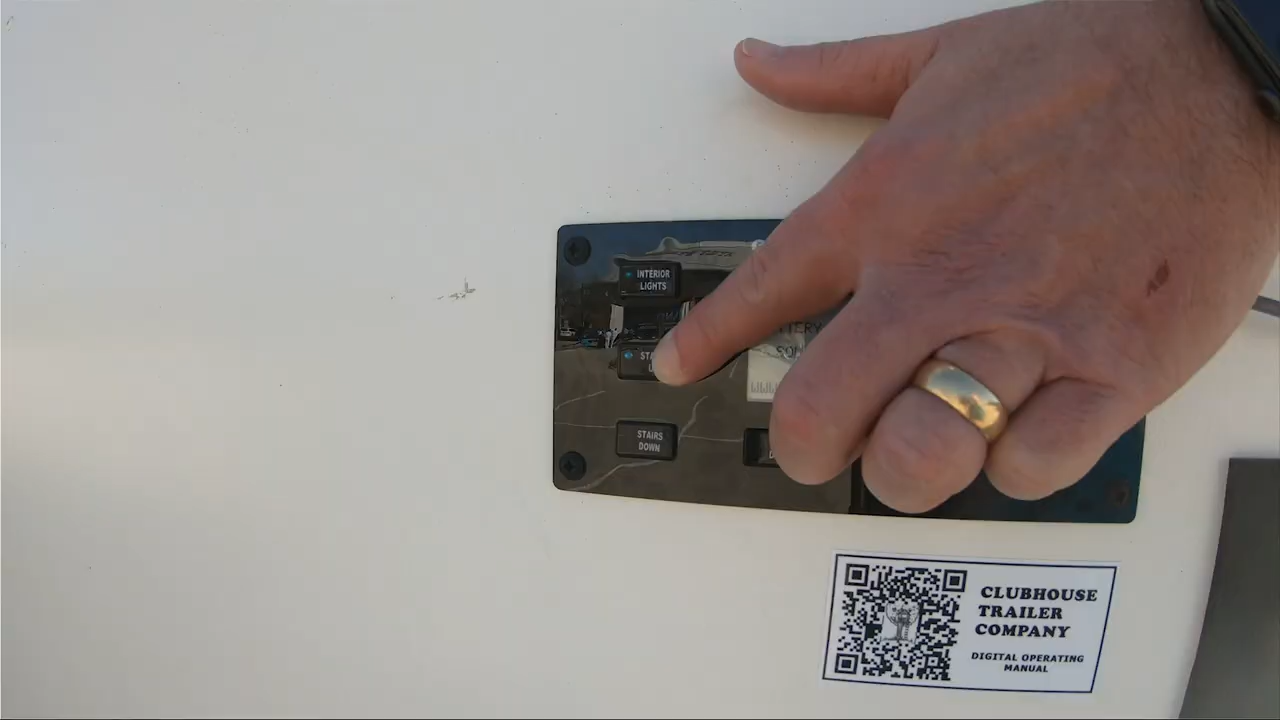 INTERIOR
LIGHTS
STAIRS
DOWN
CLUBHOUSE
TRAILER
COMPANY
DIGITAL OPERATING
MANUAL